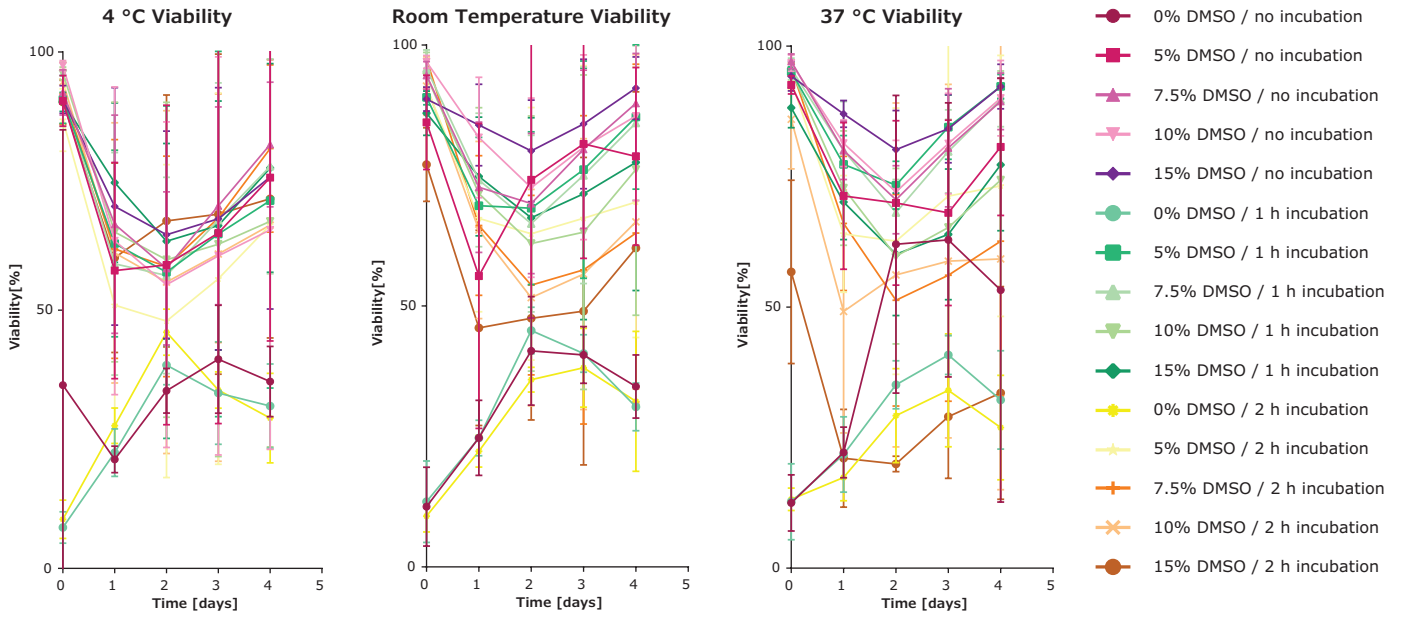 4 °C Viability
100
50
0
Viability[%]
0 1 2 3 4 5
Time [days]
Room Temperature Viability
100
50
0
Viability[%]
0 1 2 3 4 5
Time [days]
37 °C Viability
100
50
0
Viability[%]
0 1 2 3 4 5
Time [days]
0% DMSO / no incubation
5% DMSO / no incubation
7.5% DMSO / no incubation
10% DMSO / no incubation
15% DMSO / no incubation
0% DMSO / 1 h incubation
5% DMSO / 1 h incubation
7.5% DMSO / 1 h incubation
10% DMSO / 1 h incubation
15% DMSO / 1 h incubation
0% DMSO / 2 h incubation
5% DMSO / 2 h incubation
7.5% DMSO / 2 h incubation
10% DMSO / 2 h incubation
15% DMSO / 2 h incubation